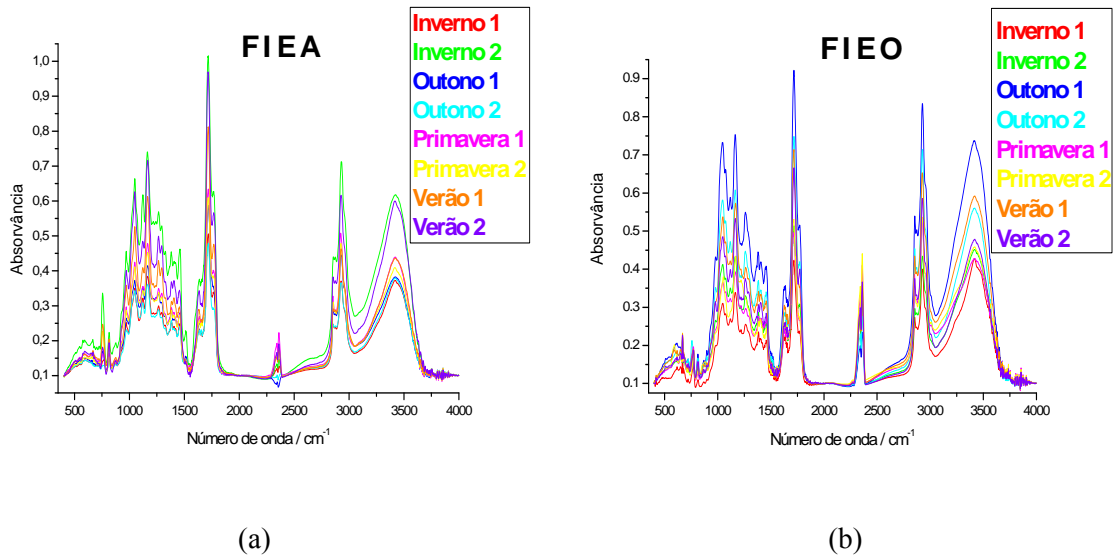 FIEA
Inverno 1
Inverno 2
Outono 1
Outono 2
Primavera 1
Primavera 2
Verão 1
Verão 2
1,0
0,9
0,8
0,7
0,6
0,5
0,4
0,3
0,2
0,1
Absorvância
500 1000 1500 2000 2500 3000 3500 4000
Número de onda / cm-1
(a)
FIEO
Inverno 1
Inverno 2
Outono 1
Outono 2
Primavera 1
Primavera 2
Verão 1
Verão 2
0.9
0.8
0.7
0.6
0.5
0.4
0.3
0.2
0.1
Absorvância
500 1000 1500 2000 2500 3000 3500 4000
Número de onda / cm-1
(b)